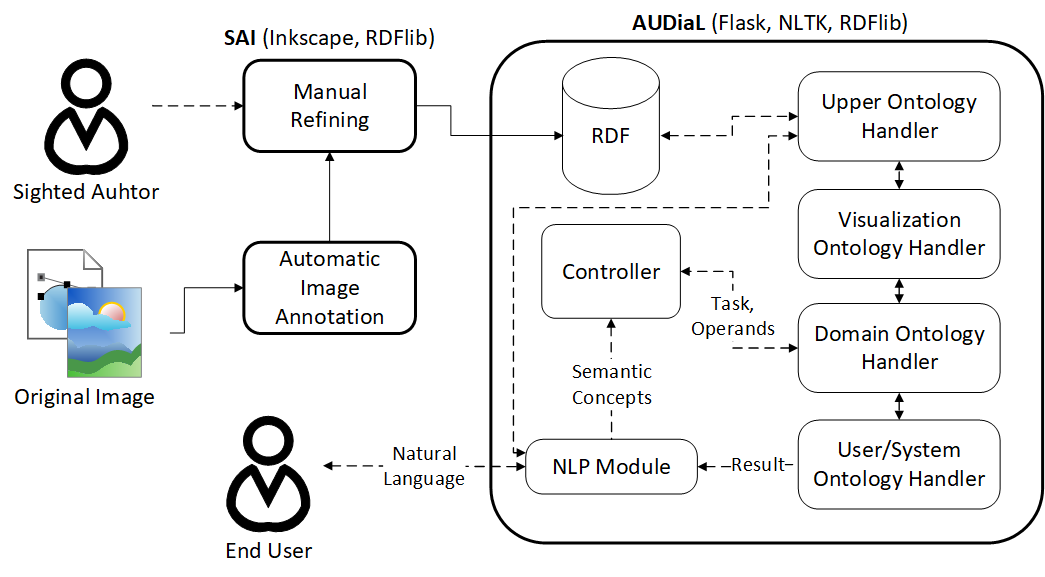 SAI (Inkscape, RDFlib)
AUDiaL (Flask, NLTK, RDFlib)
Manual
Refining
RDF
Upper Ontology
Handler
Sighted Auhtor
Visualization
Ontology Handler
Automatic
Image
Annotation
Controller
Task,
Operands
Domain Ontology
Handler
Original Image
Semantic
Concepts
Natural
Language
NLP Module
Result
User/System
Ontology Handler
End User